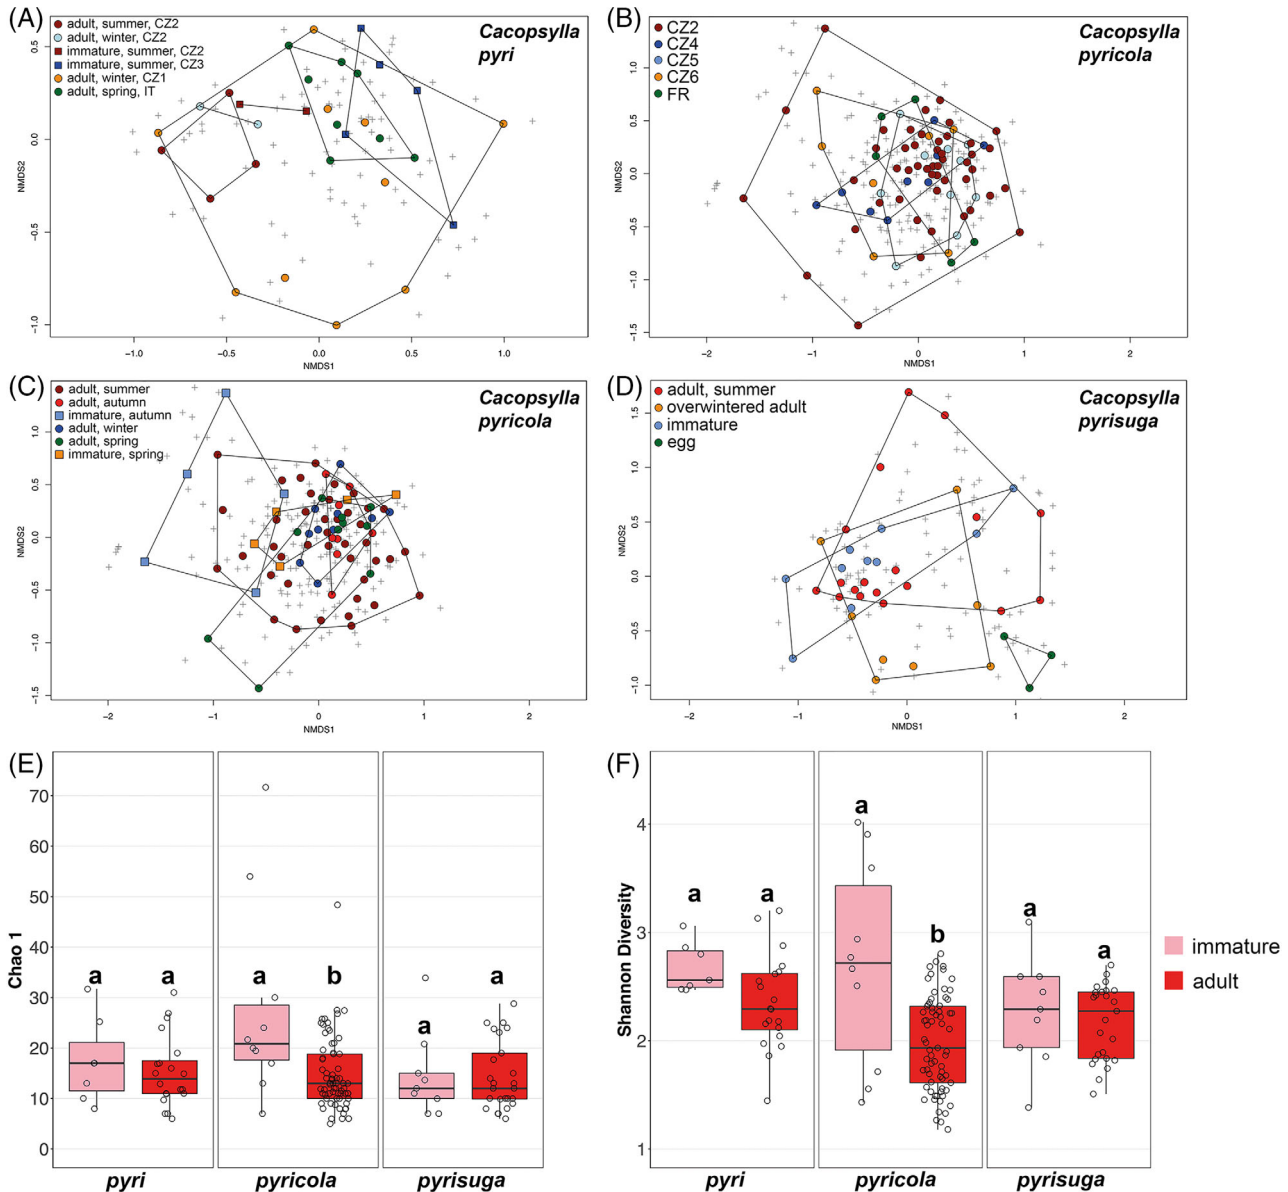 (A)
adult, summer, CZ2
adult, winter, CZ2
immature, summer, CZ2
immature, summer, CZ3
adult, winter, CZ1
adult, spring, IT
Cacopsylla
pyri
NMDS2
0.5
0.0
−0.5
−1.0
−1.0
−0.5
0.0
0.5
1.0
NMDS1
(B)
CZ2
CZ4
CZ5
CZ6
FR
Cacopsylla
pyricola
NMDS2
1.0
0.5
0.0
−0.5
−1.0
−1.5
−2
−1
0
1
2
NMDS1
(C)
adult, summer
adult, autumn
immature, autumn
adult, winter
adult, spring
immature, spring
Cacopsylla
pyricola
NMDS2
1.0
0.5
0.0
−0.5
−1.0
−1.5
−2
−1
0
1
2
NMDS1
(D)
adult, summer
overwintered adult
immature
egg
Cacopsylla
pyrisuga
NMDS2
1.5
1.0
0.5
0.0
−0.5
−1.0
−2
−1
0
1
2
NMDS1
(E)
Chao 1
70
60
50
40
30
20
10
0
a
a
a
b
a
a
pyri
pyricola
pyrisuga
(F)
Shannon Diversity
4
3
2
1
a
a
a
b
a
a
pyri
pyricola
pyrisuga
immature
adult